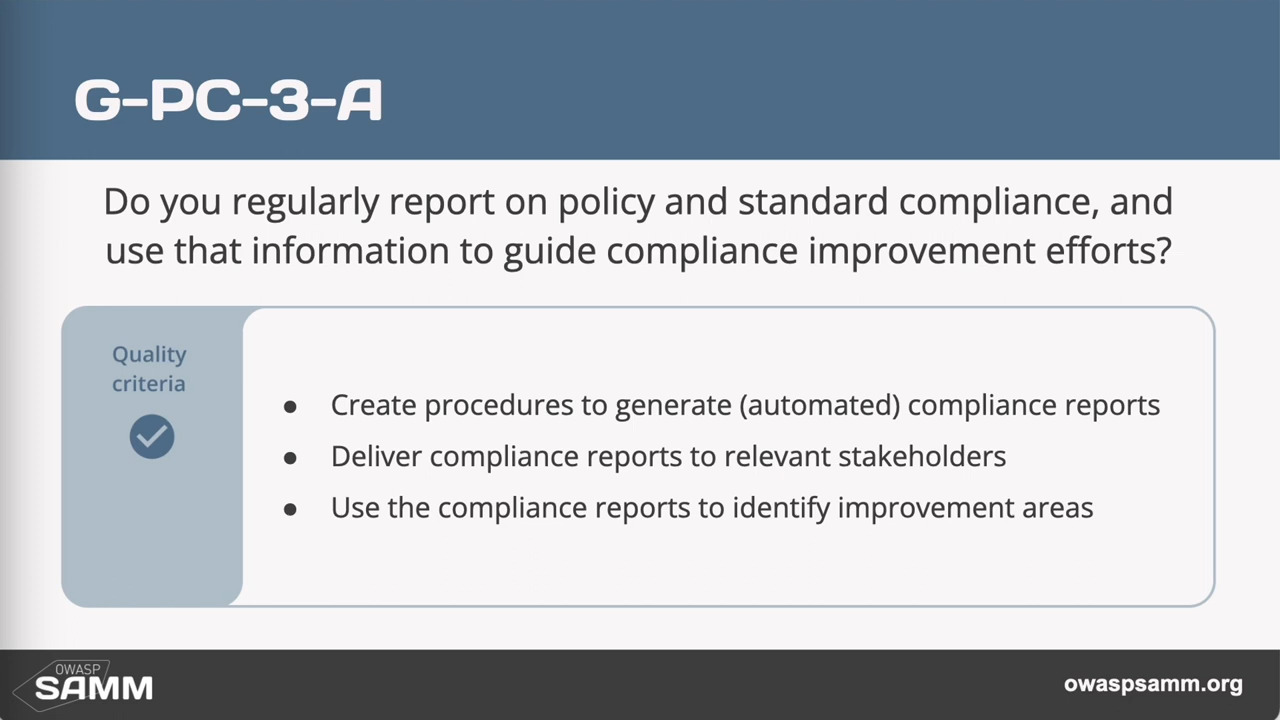 G-PC-3-A
Do you regularly report on policy and standard compliance, and
use that information to guide compliance improvement efforts?
Quality
criteria
● Create procedures to generate (automated) compliance reports
● Deliver compliance reports to relevant stakeholders
● Use the compliance reports to identify improvement areas
OWASP
SAMM
owaspsamm.org